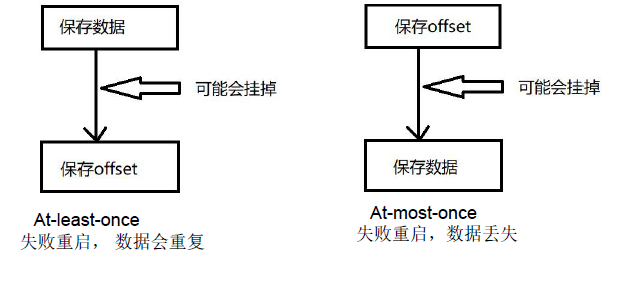 保存数据
可能会挂掉
保存offset
At-least-once
失败重启， 数据会重复
保存offset
可能会挂掉
保存数据
At-most-once
失败重启，数据丢失